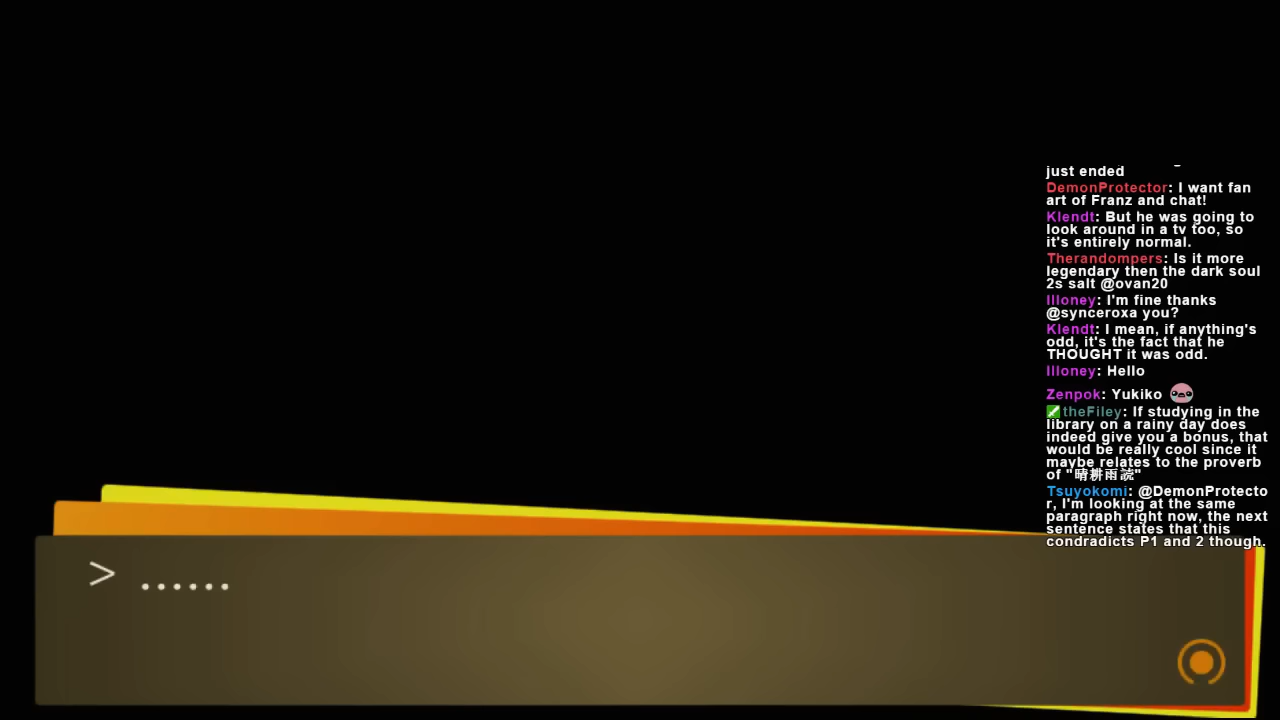 just ended
DemonProtector: I want fan
art of Franz and chat!
Klendt: But he was going to
look around in a tv too, so
it's entirely normal.
Therandompers: Is it more
legendary then the dark soul
2s salt @ovan20
Illoney: I'm fine thanks
@synceroxa you?
Klendt: I mean, if anything's
odd, it's the fact that he
THOUGHT it was odd.
Illoney: Hello
Zenpok: Yukiko
theFiley: If studying in the
library on a rainy day does
indeed give you a bonus, that
would be really cool since it
maybe relates to the proverb
of "晴耕雨読"
Tsuyokomi: @DemonProtecto
r, I'm looking at the same
paragraph right now, the next
sentence states that this
condradicts P1 and 2 though.
> ......